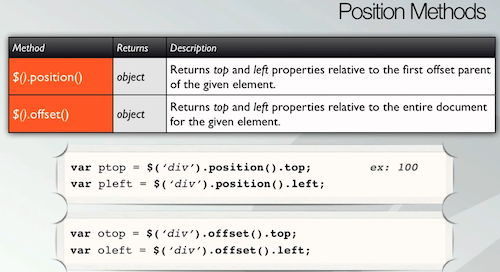 Position Methods
Method Returns Description
$().position() object Returns top and left properties relative to the first offset parent
of the given element.
$().offset() object Returns top and left properties relative to the entire document
for the given element.
var ptop = $(‘div’).position().top; ex: 100
var pleft = $(‘div’).position().left;
var otop = $(‘div’).offset().top;
var oleft = $(‘div’).offset().left;